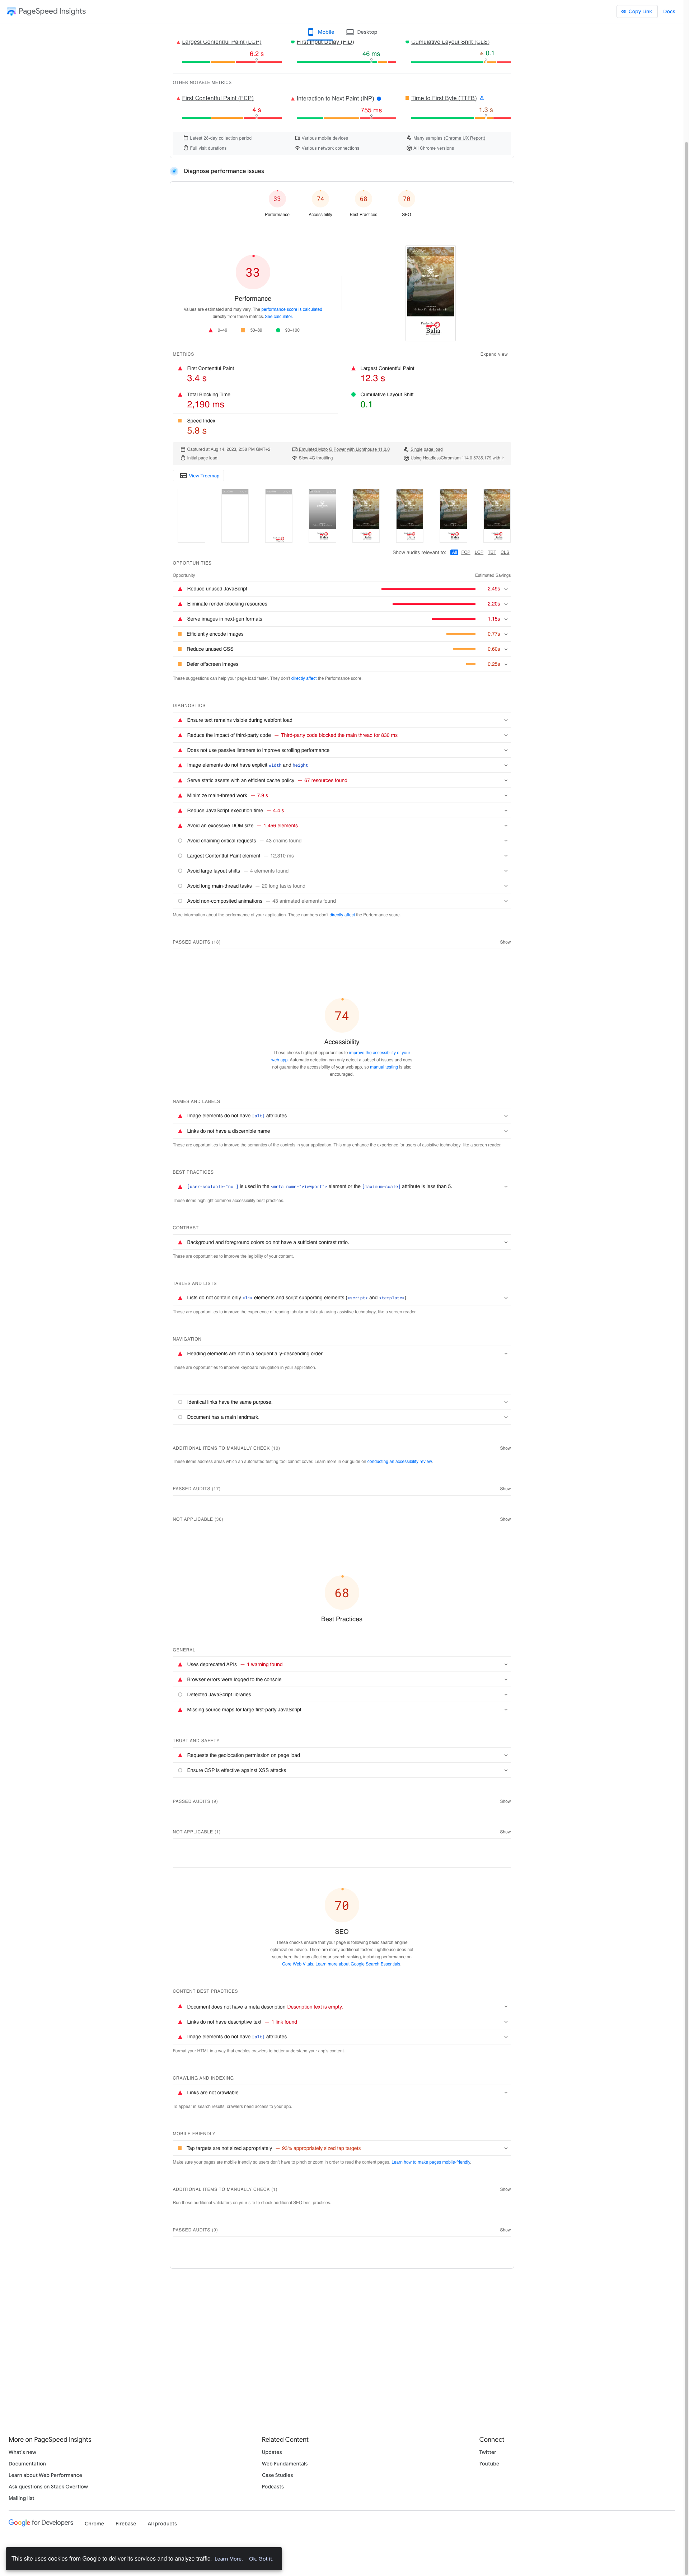 PageSpeed Insights
Copy Link
Docs
Mobile
Desktop
Largest Contentful Paint (LCP)
6.2 s
First Input Delay (FID)
46 ms
Cumulative Layout Shift (CLS)
0.1
OTHER NOTABLE METRICS
First Contentful Paint (FCP)
4 s
Interaction to Next Paint (INP)
755 ms
Time to First Byte (TTFB)
1.3 s
Latest 28-day collection period
Various mobile devices
Many samples (Chrome UX Report)
Full visit durations
Various network connections
All Chrome versions
Diagnose performance issues
33
74
68
70
Performance
Accessibility
Best Practices
SEO
33
Performance
Values are estimated and may vary. The performance score is calculated
directly from these metrics. See calculator.
0–49
50–89
90–100
Balia
METRICS
Expand view
First Contentful Paint
3.4 s
Largest Contentful Paint
12.3 s
Total Blocking Time
2,190 ms
Cumulative Layout Shift
0.1
Speed Index
5.8 s
Captured at Aug 14, 2023, 2:58 PM GMT+2
Emulated Moto G Power with Lighthouse 11.0.0
Single page load
Initial page load
Slow 4G throttling
Using HeadlessChromium 114.0.5735.179 with lr
View Treemap
Show audits relevant to: All FCP LCP TBT CLS
OPPORTUNITIES
Opportunity
Estimated Savings
Reduce unused JavaScript
2.49s
Eliminate render-blocking resources
2.20s
Serve images in next-gen formats
1.15s
Efficiently encode images
0.77s
Reduce unused CSS
0.60s
Defer offscreen images
0.25s
These suggestions can help your page load faster. They don't directly affect the Performance score.
DIAGNOSTICS
Ensure text remains visible during webfont load
Reduce the impact of third-party code — Third-party code blocked the main thread for 830 ms
Does not use passive listeners to improve scrolling performance
Image elements do not have explicit width and height
Serve static assets with an efficient cache policy — 67 resources found
Minimize main-thread work — 7.9 s
Reduce JavaScript execution time — 4.4 s
Avoid an excessive DOM size — 1,456 elements
Avoid chaining critical requests — 43 chains found
Largest Contentful Paint element — 12,310 ms
Avoid large layout shifts — 4 elements found
Avoid long main-thread tasks — 20 long tasks found
Avoid non-composited animations — 43 animated elements found
More information about the performance of your application. These numbers don't directly affect the Performance score.
PASSED AUDITS (16)
Show
74
Accessibility
These checks highlight opportunities to improve the accessibility of your
web app. Automatic detection can only detect a subset of issues and does
not guarantee the accessibility of your web app, so manual testing is also
encouraged.
NAMES AND LABELS
Image elements do not have [alt] attributes
Links do not have a discernible name
These are opportunities to improve the semantics of the controls in your application. This may enhance the experience for users of assistive technology, like a screen reader.
BEST PRACTICES
[user-scalable="no"] is used in the <meta name="viewport"> element or the [maximum-scale] attribute is less than 5.
These items highlight common accessibility best practices.
CONTRAST
Background and foreground colors do not have a sufficient contrast ratio.
These are opportunities to improve the legibility of your content.
TABLES AND LISTS
Lists do not contain only <li> elements and script supporting elements (<script> and <template>).
These are opportunities to improve the experience of reading tabular or list data using assistive technology, like a screen reader.
NAVIGATION
Heading elements are not in a sequentially-descending order
These are opportunities to improve keyboard navigation in your application.
Identical links have the same purpose.
Document has a main landmark.
ADDITIONAL ITEMS TO MANUALLY CHECK (10)
Show
These items address areas which an automated testing tool cannot cover. Learn more in our guide on conducting an accessibility review.
PASSED AUDITS (17)
Show
NOT APPLICABLE (36)
Show
68
Best Practices
GENERAL
Uses deprecated APIs — 1 warning found
Browser errors were logged to the console
Detected JavaScript libraries
Missing source maps for large first-party JavaScript
TRUST AND SAFETY
Requests the geolocation permission on page load
Ensure CSP is effective against XSS attacks
PASSED AUDITS (9)
Show
NOT APPLICABLE (1)
Show
70
SEO
These checks ensure that your page is following basic search engine
optimization advice. There are many additional factors Lighthouse does not
score here that may affect your search ranking, including performance on
Core Web Vitals. Learn more about Google Search Essentials.
CONTENT BEST PRACTICES
Document does not have a meta description Description text is empty.
Links do not have descriptive text — 1 link found
Image elements do not have [alt] attributes
Format your HTML in a way that enables crawlers to better understand your app's content.
CRAWLING AND INDEXING
Links are not crawlable
To appear in search results, crawlers need access to your app.
MOBILE FRIENDLY
Tap targets are not sized appropriately — 93% appropriately sized tap targets
Make sure your pages are mobile friendly so users don't have to pinch or zoom in order to read the content pages. Learn how to make pages mobile-friendly.
ADDITIONAL ITEMS TO MANUALLY CHECK (1)
Show
Run these additional validators on your site to check additional SEO best practices.
PASSED AUDITS (8)
Show
More on PageSpeed Insights
What's new
Documentation
Learn about Web Performance
Ask questions on Stack Overflow
Mailing list
Related Content
Updates
Web Fundamentals
Case Studies
Podcasts
Connect
Twitter
Youtube
Google for Developers
Chrome
Firebase
All products
This site uses cookies from Google to deliver its services and to analyze traffic. Learn More. Ok, Got it.